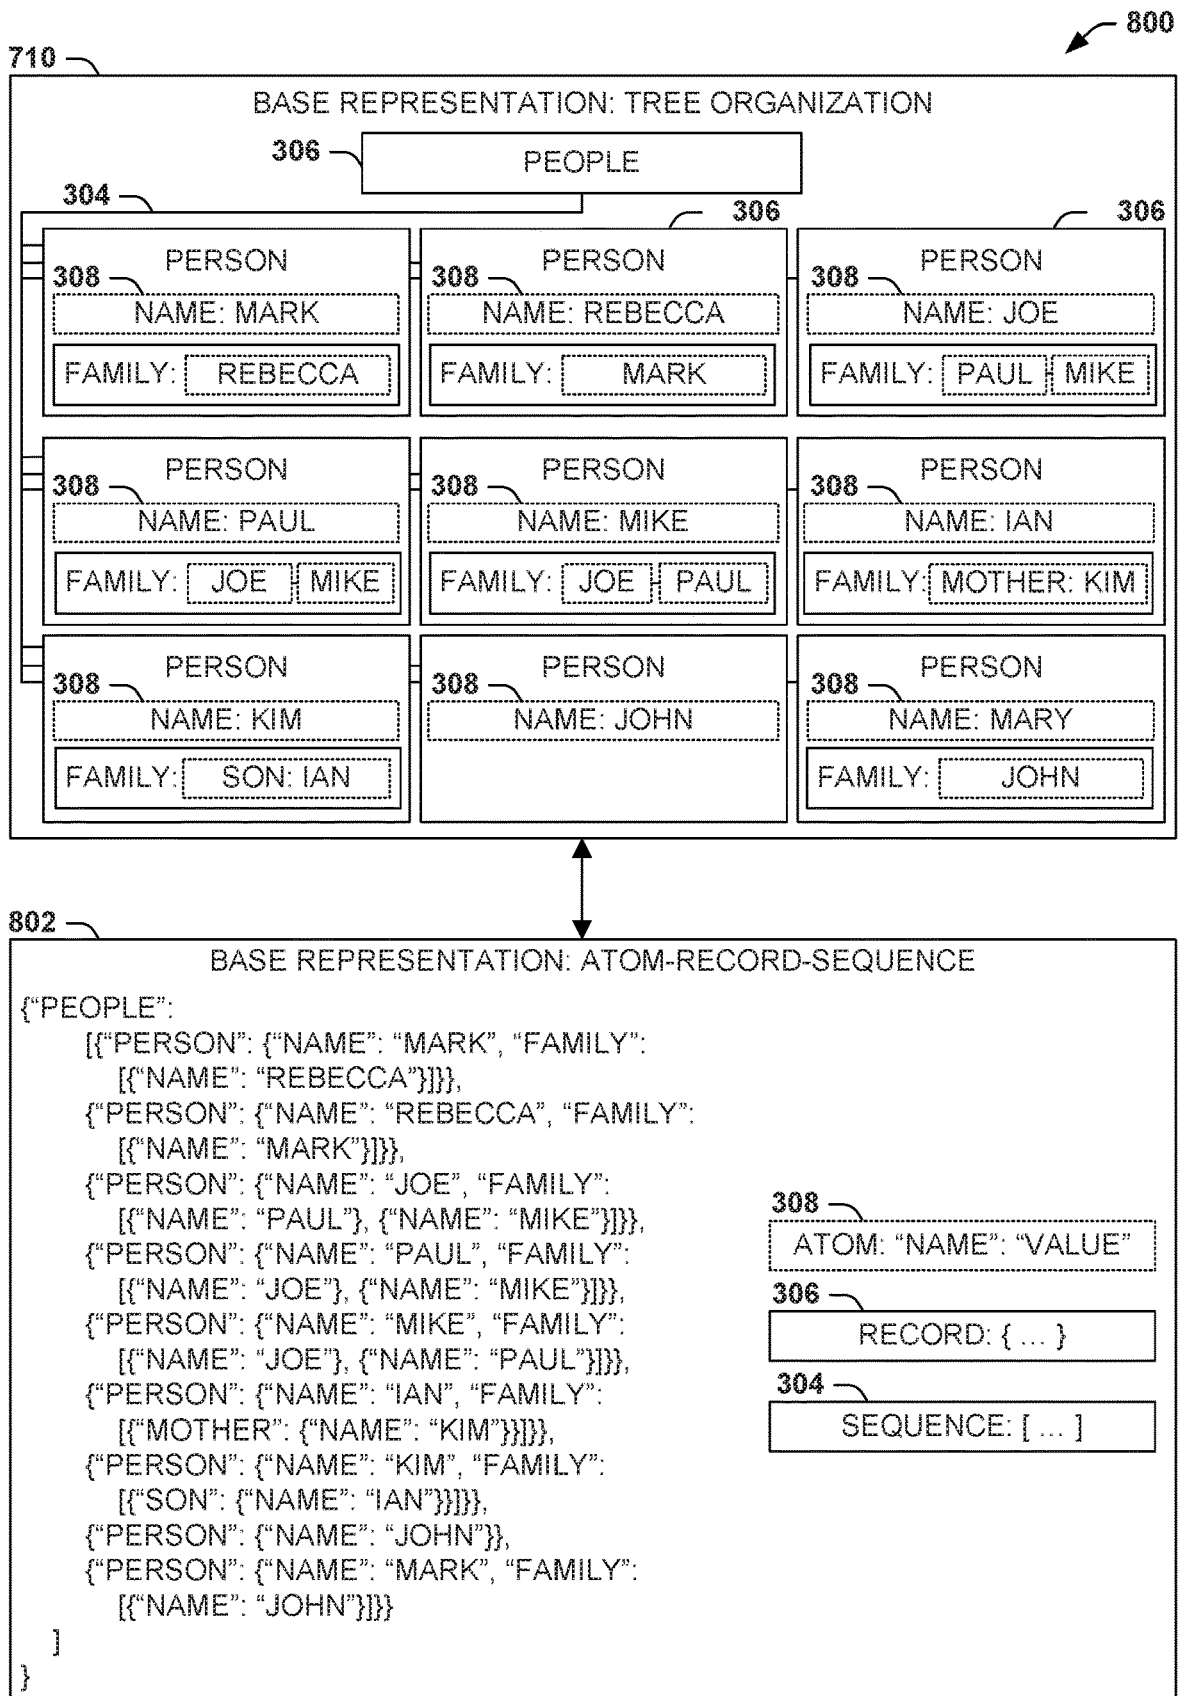 800
710
BASE REPRESENTATION: TREE ORGANIZATION
306
PEOPLE
304
306
306
PERSON
PERSON
PERSON
308
308
308
NAME: MARK
NAME: REBECCA
NAME: JOE
FAMILY: REBECCA
FAMILY: MARK
FAMILY: PAUL MIKE
PERSON
PERSON
PERSON
308
308
308
NAME: PAUL
NAME: MIKE
NAME: IAN
FAMILY: JOE MIKE
FAMILY: JOE PAUL
FAMILY: MOTHER: KIM
PERSON
PERSON
PERSON
308
308
308
NAME: KIM
NAME: JOHN
NAME: MARY
FAMILY: SON: IAN
FAMILY: JOHN
802
BASE REPRESENTATION: ATOM-RECORD-SEQUENCE
{“PEOPLE”:
[{“PERSON”: {“NAME”: “MARK”, “FAMILY”:
[{“NAME”: “REBECCA”}]}},
{“PERSON”: {“NAME”: “REBECCA”, “FAMILY”:
[{“NAME”: “MARK”}]}},
{“PERSON”: {“NAME”: “JOE”, “FAMILY”:
[{“NAME”: “PAUL”}, {“NAME”: “MIKE”}]}},
{“PERSON”: {“NAME”: “PAUL”, “FAMILY”:
[{“NAME”: “JOE”}, {“NAME”: “MIKE”}]}},
{“PERSON”: {“NAME”: “MIKE”, “FAMILY”:
[{“NAME”: “JOE”}, {“NAME”: “PAUL”}]}},
{“PERSON”: {“NAME”: “IAN”, “FAMILY”:
[{“MOTHER”: {“NAME”: “KIM”}}]}},
{“PERSON”: {“NAME”: “KIM”, “FAMILY”:
[{“SON”: {“NAME”: “IAN”}}]}},
{“PERSON”: {“NAME”: “JOHN”}},
{“PERSON”: {“NAME”: “MARK”, “FAMILY”:
[{“NAME”: “JOHN”}]}}
]
}
308
ATOM: “NAME”: “VALUE”
306
RECORD: { ... }
304
SEQUENCE: [ ... ]